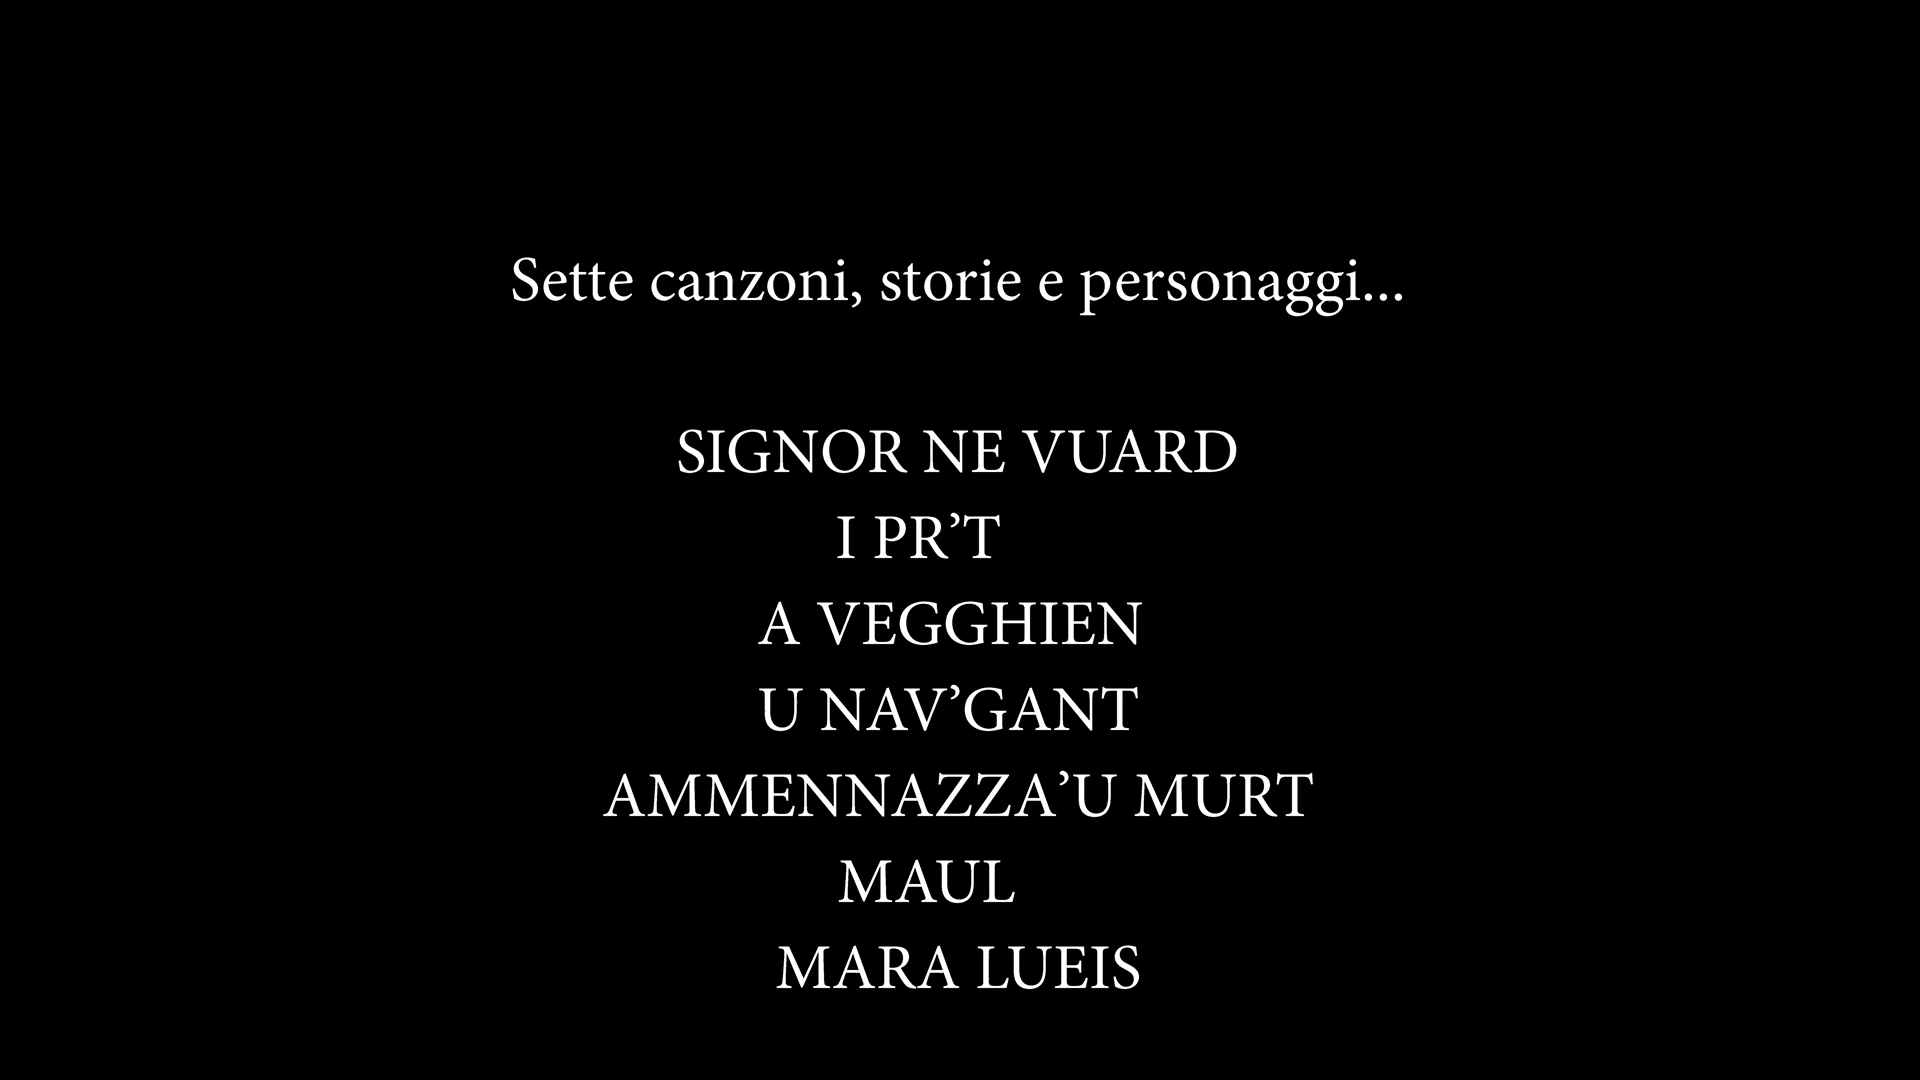 Sette canzoni, storie e personaggi...
SIGNOR NE VUARD
I PR’T
A VEGGHIEN
U NAV’GANT
AMMENNAZZA’U MURT
MAUL
MARA LUEIS